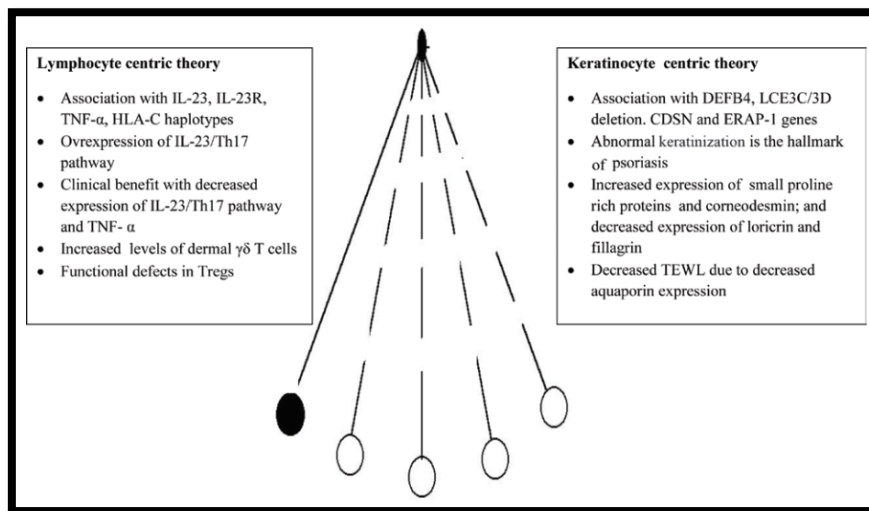 Lymphocyte centric theory
• Association with IL-23, IL-23R,
TNF-α, HLA-C haplotypes
• Ovrexpression of IL-23/Th17
pathway
• Clinical benefit with decreased
expression of IL-23/Th17 pathway
and TNF- α
• Increased levels of dermal γδ T cells
• Functional defects in Tregs
Keratinocyte centric theory
• Association with DEFB4, LCE3C/3D
deletion. CDSN and ERAP-1 genes
• Abnormal keratinization is the hallmark
of psoriasis
• Increased expression of small proline
rich proteins and corneodesmin; and
decreased expression of loricrin and
fillagrin
• Decreased TEWL due to decreased
aquaporin expression